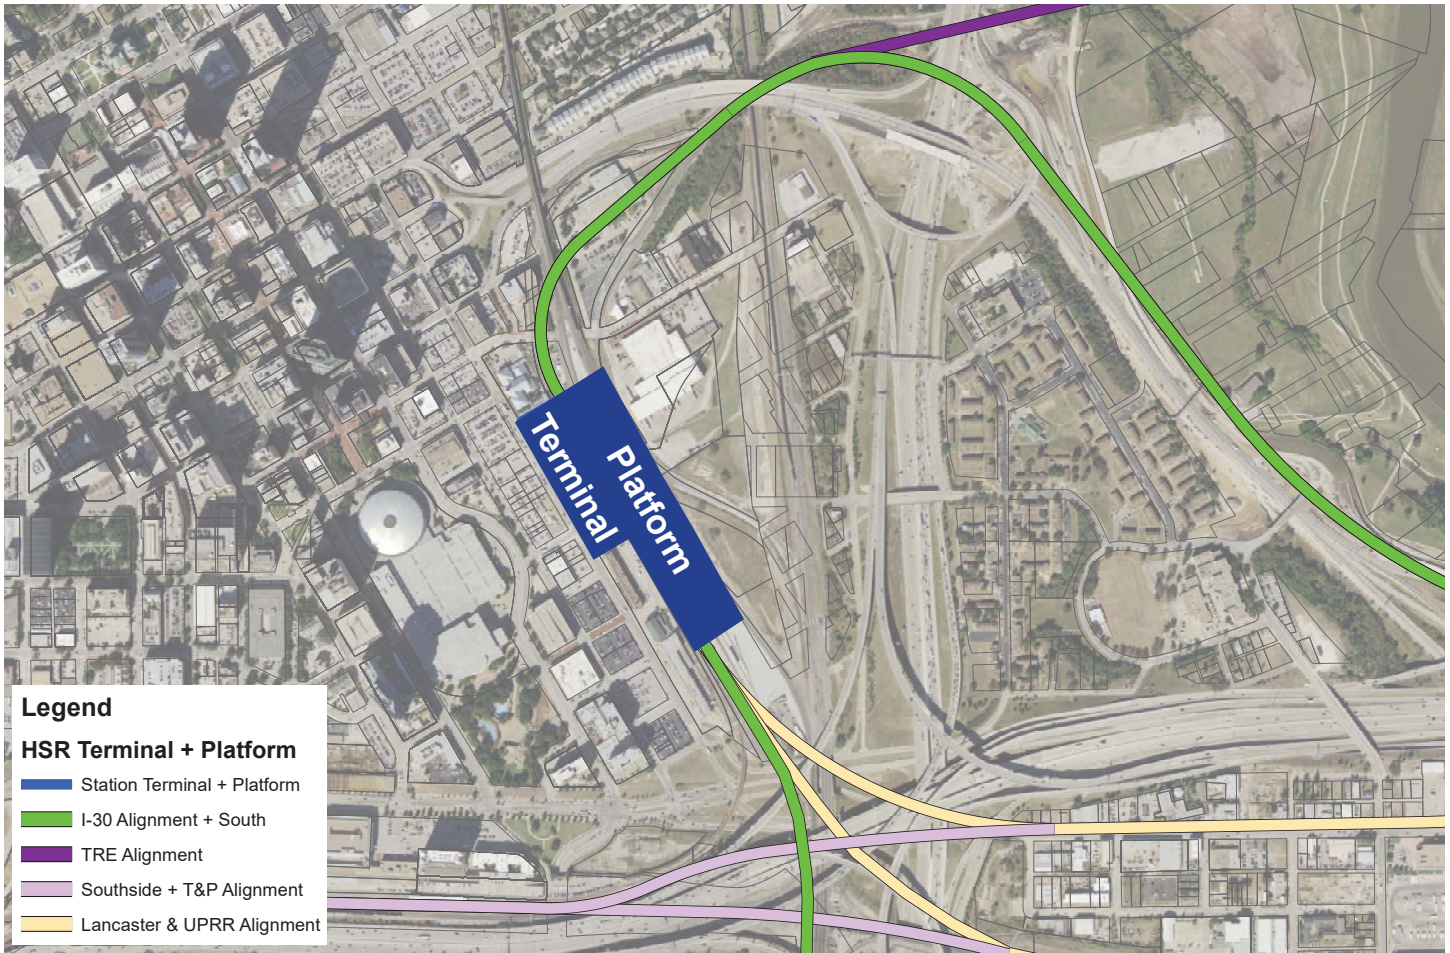 Terminal
Platform
Legend
HSR Terminal + Platform
Station Terminal + Platform
I-30 Alignment + South
TRE Alignment
Southside + T&P Alignment
Lancaster & UPRR Alignment